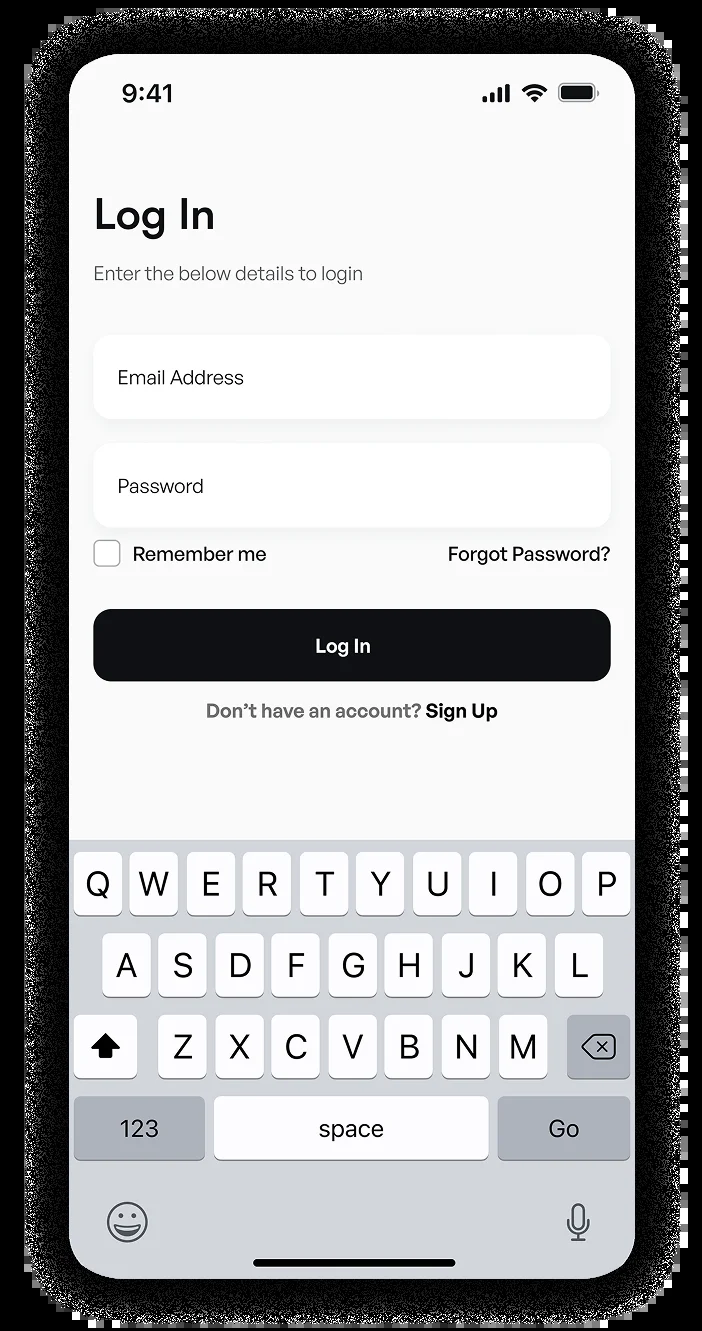 9:41
Log In
Enter the below details to login
Email Address
Password
Remember me Forgot Password?
Log In
Don’t have an account? Sign Up
Q W E R T Y U I O P
A S D F G H J K L
Z X C V B N M
123 space Go